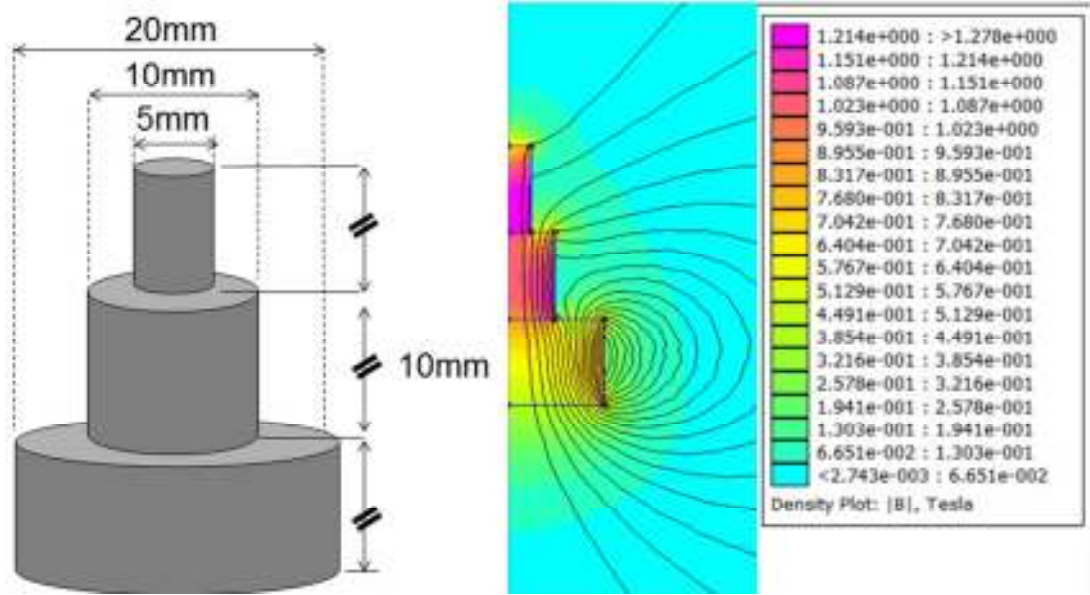 20mm
10mm
5mm
10mm
1.214e+000 : >1.278e+000
1.151e+000 : 1.214e+000
1.087e+000 : 1.151e+000
1.023e+000 : 1.087e+000
9.593e-001 : 1.023e+000
8.955e-001 : 9.593e-001
8.317e-001 : 8.955e-001
7.680e-001 : 8.317e-001
7.042e-001 : 7.680e-001
6.404e-001 : 7.042e-001
5.767e-001 : 6.404e-001
5.129e-001 : 5.767e-001
4.491e-001 : 5.129e-001
3.854e-001 : 4.491e-001
3.216e-001 : 3.854e-001
2.578e-001 : 3.216e-001
1.941e-001 : 2.578e-001
1.303e-001 : 1.941e-001
6.651e-002 : 1.303e-001
<2.743e-003 : 6.651e-002
Density Plot: |B|, Tesla